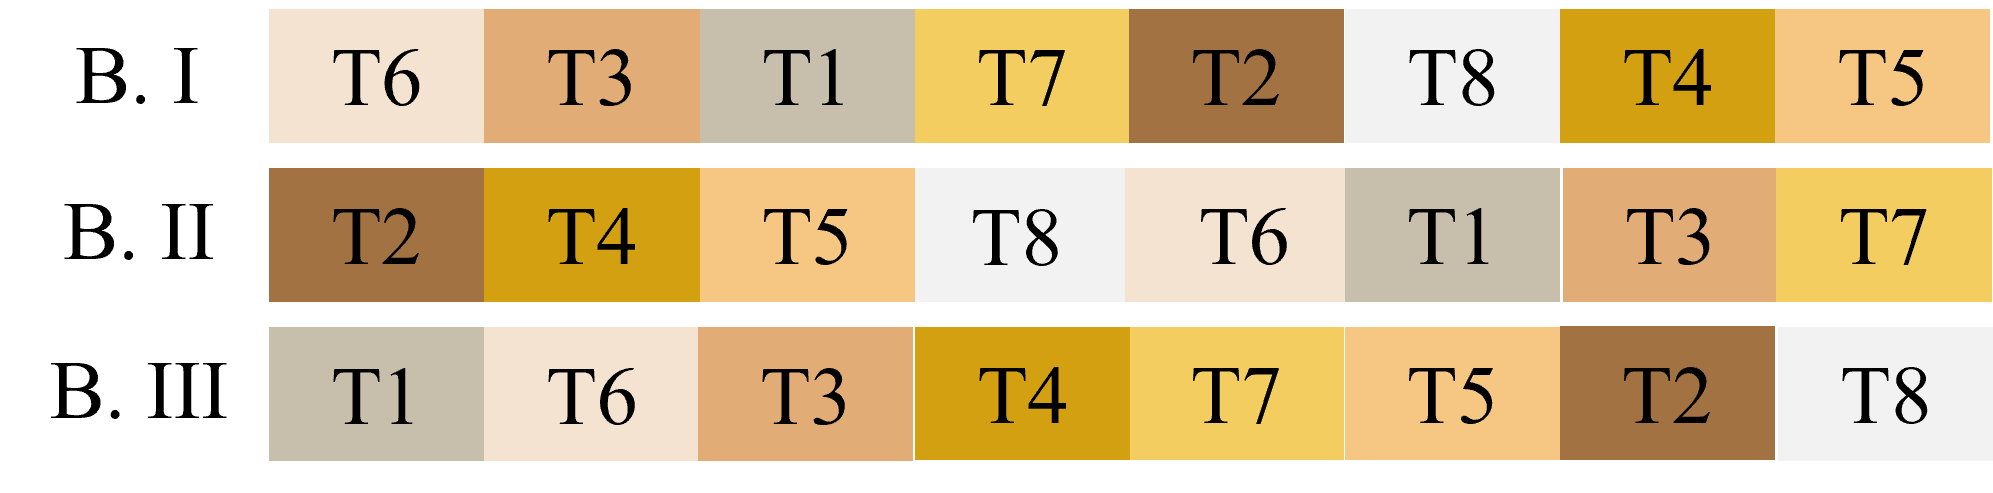 B. I T6 T3 T1 T7 T2 T8 T4 T5
B. II T2 T4 T5 T8 T6 T1 T3 T7
B. III T1 T6 T3 T4 T7 T5 T2 T8